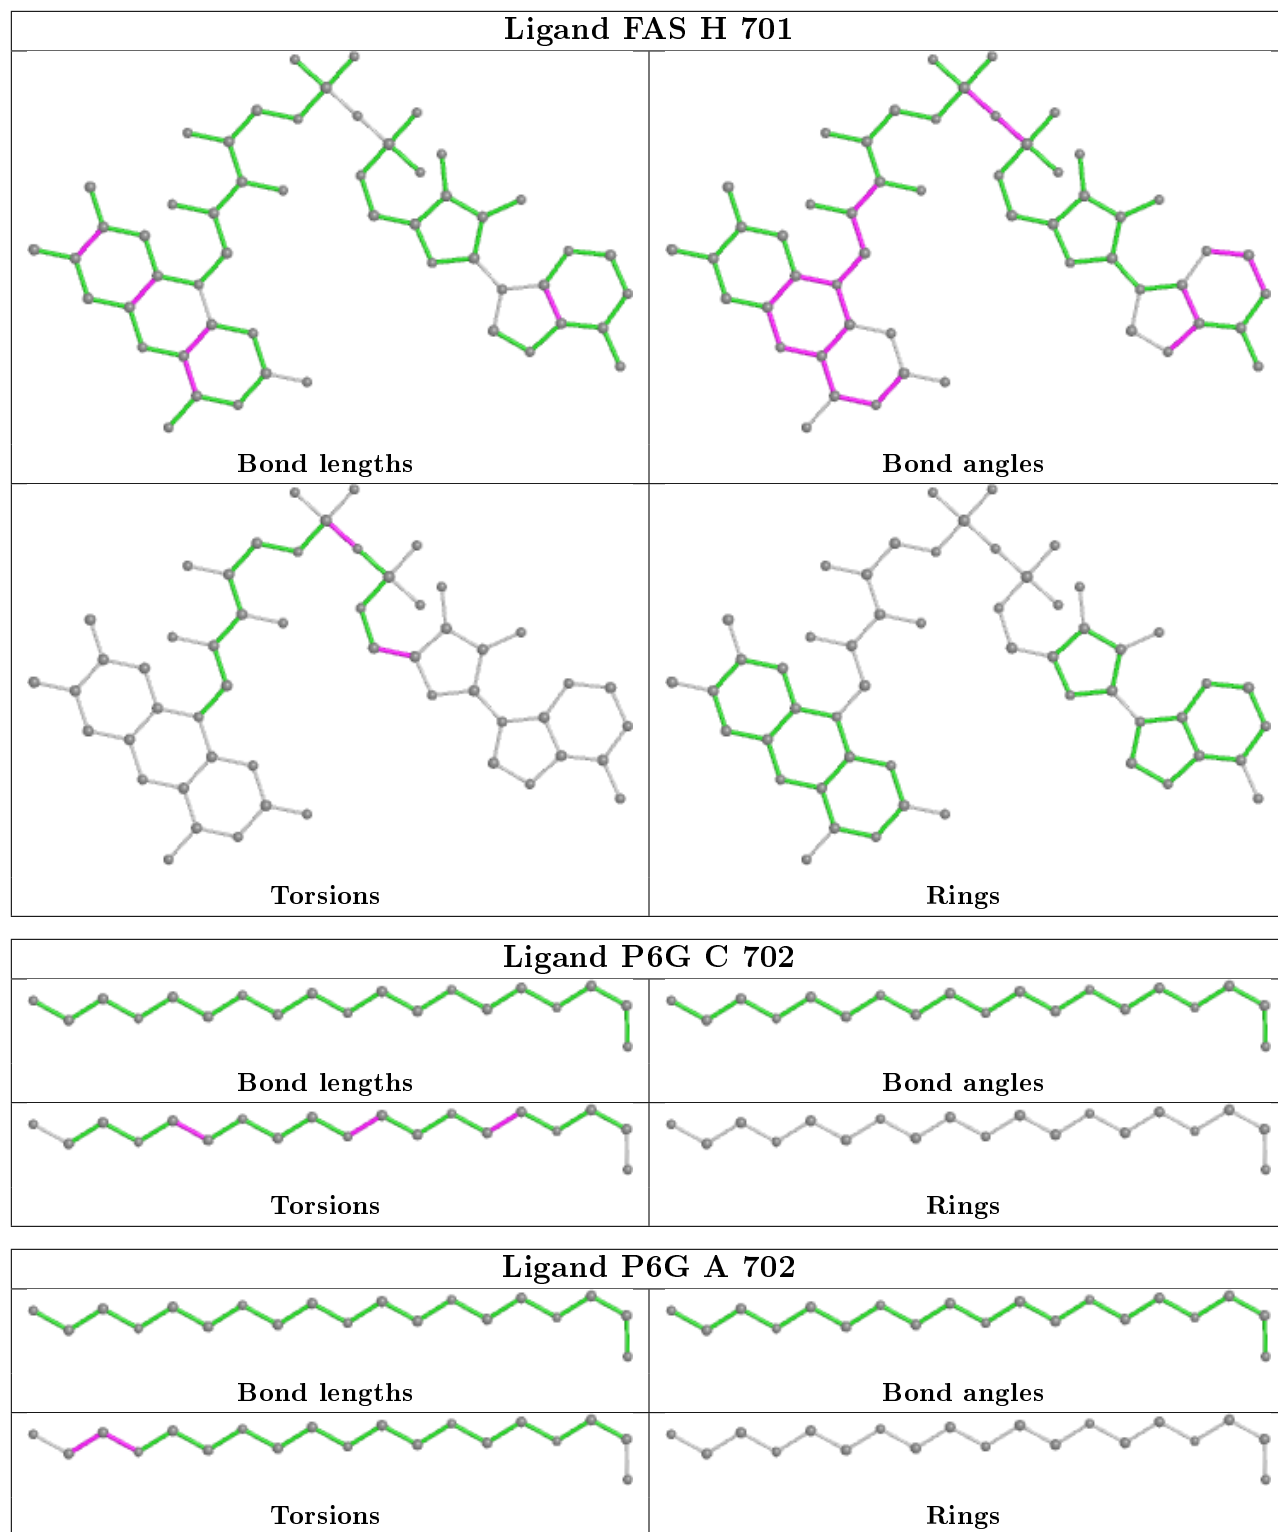 Ligand FAS H 701
Bond lengths
Bond angles
Torsions
Rings
Ligand P6G C 702
Bond lengths
Bond angles
Torsions
Rings
Ligand P6G A 702
Bond lengths
Bond angles
Torsions
Rings